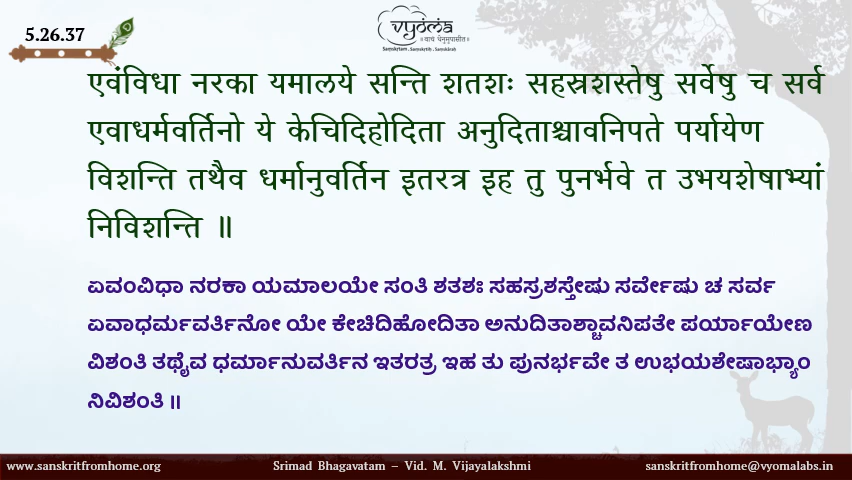 5.26.37
vyoma
॥ वाचं धेनुमुपासीत॥
Samskritam . Samskriti . Samskara
एवंविधा नरका यमालये सन्ति शतशः सहस्रशस्तेषु सर्वेषु च सर्व
एवाधर्मवर्तिनो ये केचिदिहोदिता अनुदिताश्चावनिपते पर्यायेण
विशन्ति तथैव धर्मानुवर्तिन इतरत्र इह तु पुनर्भवे त उभयशेषाभ्यां
निविशन्ति ॥
ಏವಂವಿಧಾ ನರಕಾ ಯಮಾಲಯೇ ಸಂತಿ ಶತಶಃ ಸಹಸ್ರಶಸ್ತೇಷು ಸರ್ವೇಷು ಚ ಸರ್ವ
ಏವಾಧರ್ಮವರ್ತಿನೋ ಯೇ ಕೇಚಿದಿಹೋದಿತಾ ಅನುದಿತಾಶ್ಚಾವನಿಪತೇ ಪರ್ಯಾಯೇಣ
ವಿಶಂತಿ ತಥೈವ ಧರ್ಮಾನುವರ್ತಿನ ಇತರತ್ರ ಇಹ ತು ಪುನರ್ಭವೇ ತ ಉಭಯಶೇಷಾಭ್ಯಾಂ
ನಿವಿಶಂತಿ ॥
www.sanskritfromhome.org Srimad Bhagavatam – Vid. M. Vijayalakshmi sanskritfromhome@vyomalabs.in